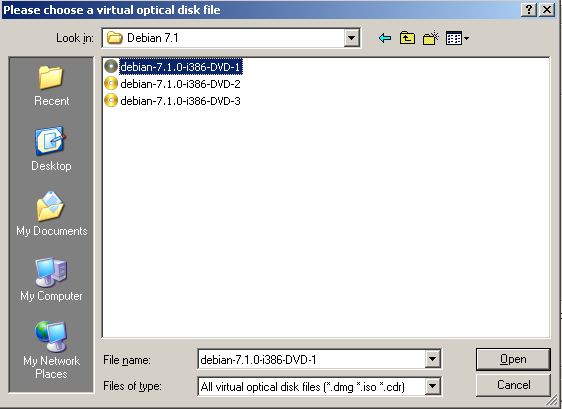 Please choose a virtual optical disk file
Look in: Debian 7.1
debian-7.1.0-i386-DVD-1
debian-7.1.0-i386-DVD-2
debian-7.1.0-i386-DVD-3
Recent
Desktop
My Documents
My Computer
My Network
Places
File name: debian-7.1.0-i386-DVD-1 Open
Files of type: All virtual optical disk files (*.dmg *.iso *.cdr) Cancel